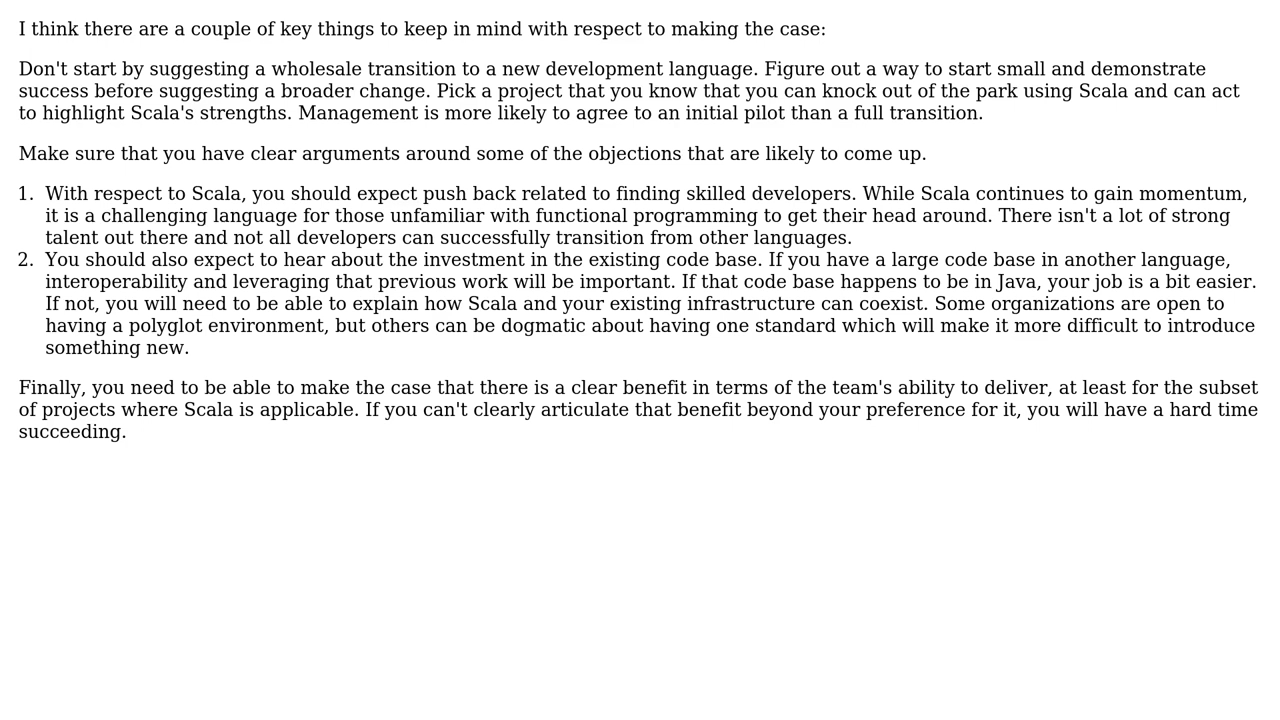 I think there are a couple of key things to keep in mind with respect to making the case:
Don't start by suggesting a wholesale transition to a new development language. Figure out a way to start small and demonstrate
success before suggesting a broader change. Pick a project that you know that you can knock out of the park using Scala and can act
to highlight Scala's strengths. Management is more likely to agree to an initial pilot than a full transition.
Make sure that you have clear arguments around some of the objections that are likely to come up.
1. With respect to Scala, you should expect push back related to finding skilled developers. While Scala continues to gain momentum,
it is a challenging language for those unfamiliar with functional programming to get their head around. There isn't a lot of strong
talent out there and not all developers can successfully transition from other languages.
2. You should also expect to hear about the investment in the existing code base. If you have a large code base in another language,
interoperability and leveraging that previous work will be important. If that code base happens to be in Java, your job is a bit easier.
If not, you will need to be able to explain how Scala and your existing infrastructure can coexist. Some organizations are open to
having a polyglot environment, but others can be dogmatic about having one standard which will make it more difficult to introduce
something new.
Finally, you need to be able to make the case that there is a clear benefit in terms of the team's ability to deliver, at least for the subset
of projects where Scala is applicable. If you can't clearly articulate that benefit beyond your preference for it, you will have a hard time
succeeding.